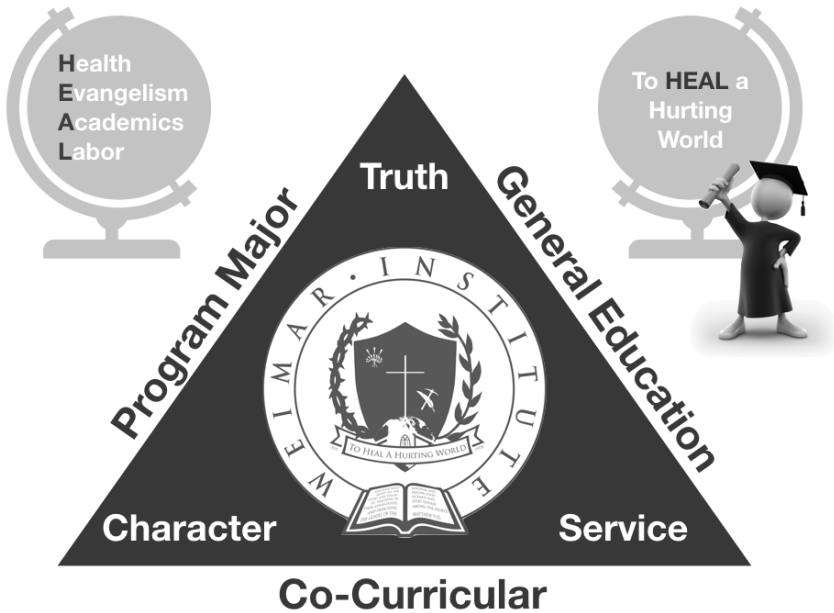 Health
Evangelism
Academics
Labor
To HEAL a
Hurting
World
Truth
Program Major
General Education
WEIMAR · INSTITUTE
TO HEAL A HURTING WORLD
Character
Service
Co-Curricular